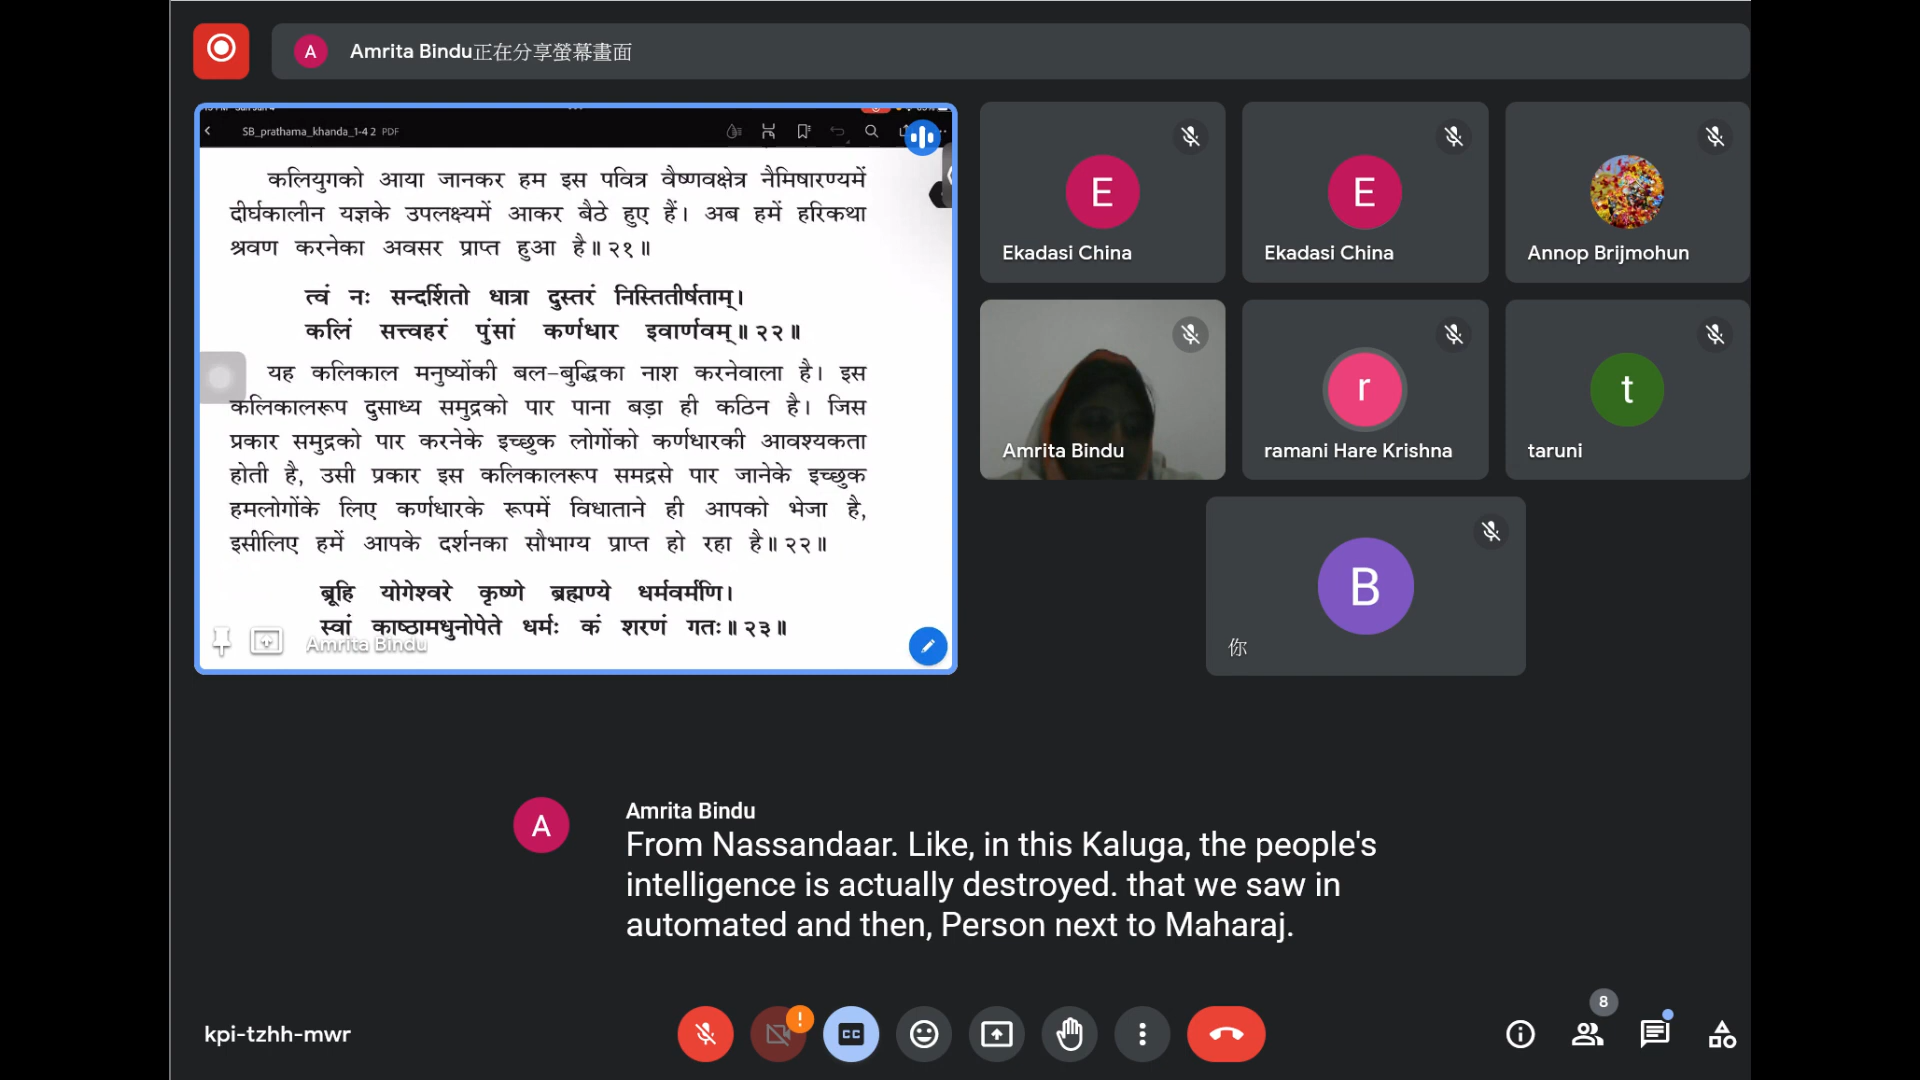 Amrita Bindu正在分享螢幕畫面
SB_prathama_khanda_1-4 2 PDF
कलियुगको आया जानकर हम इस पवित्र वैष्णवक्षेत्र नैमिषारण्यमें
दीर्घकालीन यज्ञके उपलक्ष्यमें आकर बैठे हुए हैं। अब हमें हरिकथा
श्रवण करनेका अवसर प्राप्त हुआ है॥२१॥
त्वं नः सन्दर्शितो धात्रा दुस्तरं निस्तितीर्षताम्।
कलिं सत्त्वहरं पुंसां कर्णधार इवार्णवम्॥२२॥
यह कलिकाल मनुष्योंकी बल-बुद्धिका नाश करनेवाला है। इस
कलिकालरूप दुसाध्य समुद्रको पार पाना बड़ा ही कठिन है। जिस
प्रकार समुद्रको पार करनेके इच्छुक लोगोंको कर्णधारकी आवश्यकता
होती है, उसी प्रकार इस कलिकालरूप समद्रसे पार जानेके इच्छुक
हमलोगोंके लिए कर्णधारके रूपमें विधाताने ही आपको भेजा है,
इसीलिए हमें आपके दर्शनका सौभाग्य प्राप्त हो रहा है॥२२॥
ब्रूहि योगेश्वरे कृष्णे ब्रह्मण्ये धर्मवर्मणि।
स्वां काष्ठामधुनोपेते धर्मः कं शरणं गतः॥२३॥
Amrita Bindu
E
Ekadasi China
E
Ekadasi China
Annop Brijmohun
Amrita Bindu
r
ramani Hare Krishna
t
taruni
B
你
A
Amrita Bindu
From Nassandaar. Like, in this Kaluga, the people's
intelligence is actually destroyed. that we saw in
automated and then, Person next to Maharaj.
kpi-tzhh-mwr
CC
8